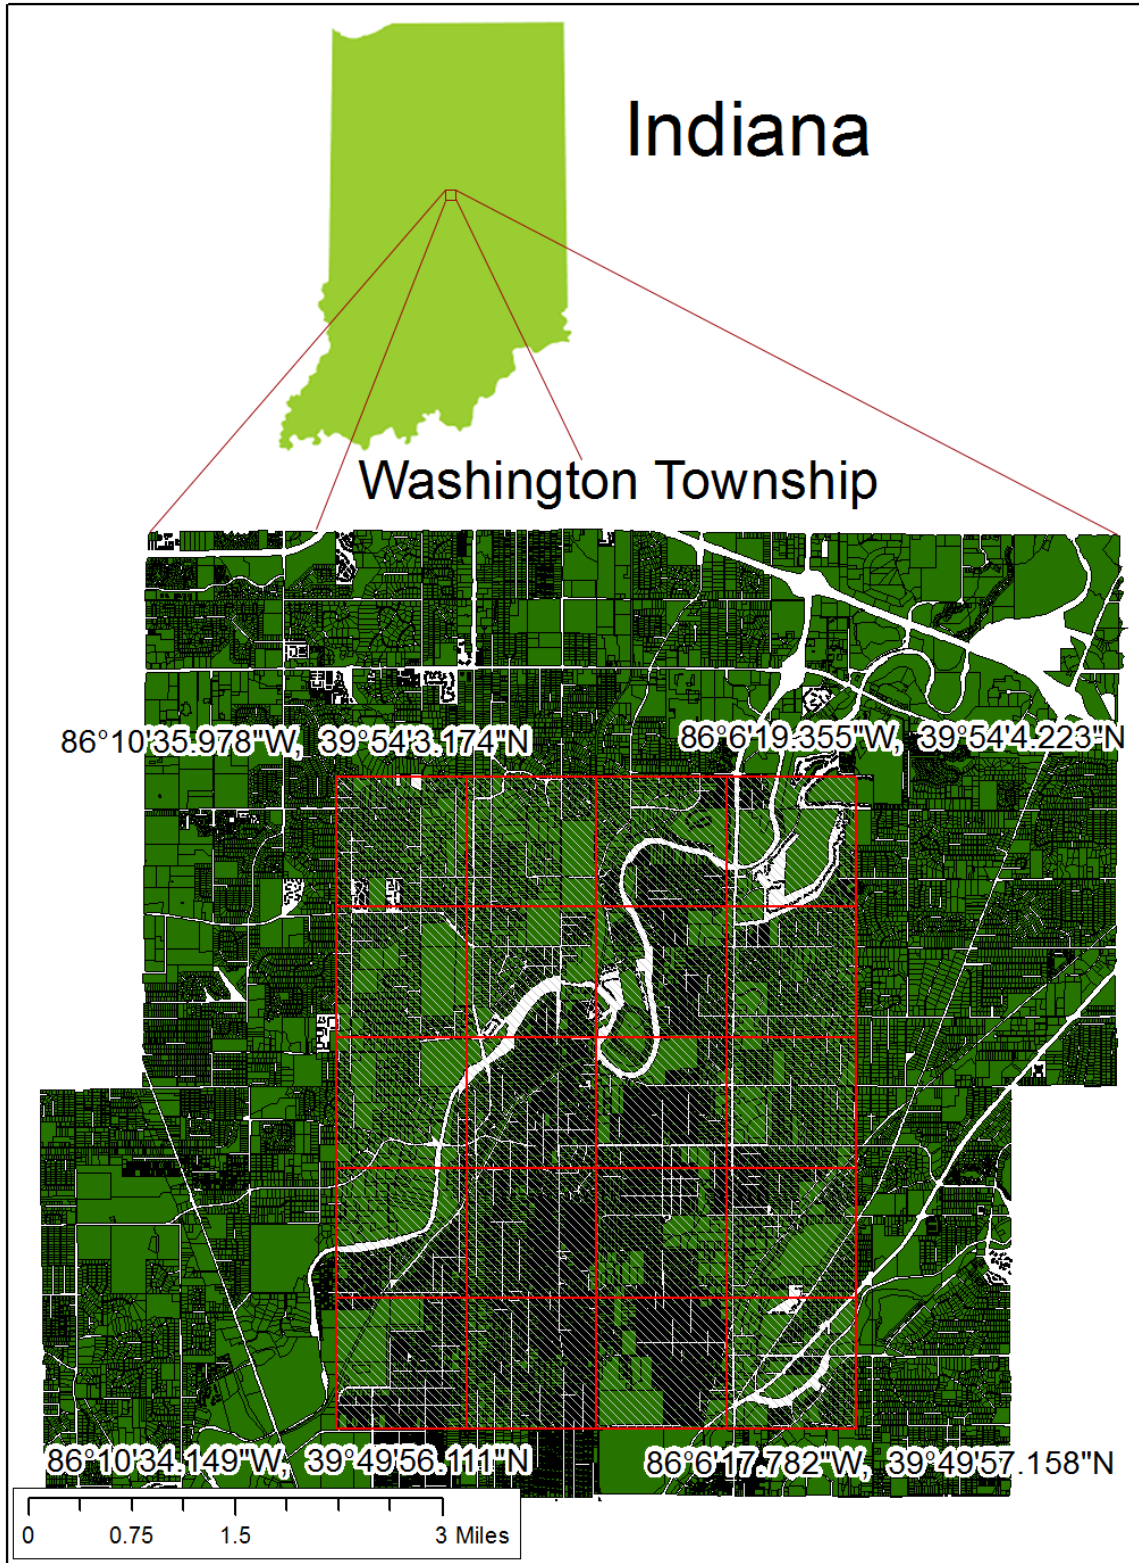 Indiana
Washington Township
86°10'35.978"W, 39°54'3.174"N
86°6'19.355"W, 39°54'4.223"N
86°10'34.149"W, 39°49'56.111"N
86°6'17.782"W, 39°49'57.158"N
0 0.75 1.5 3 Miles